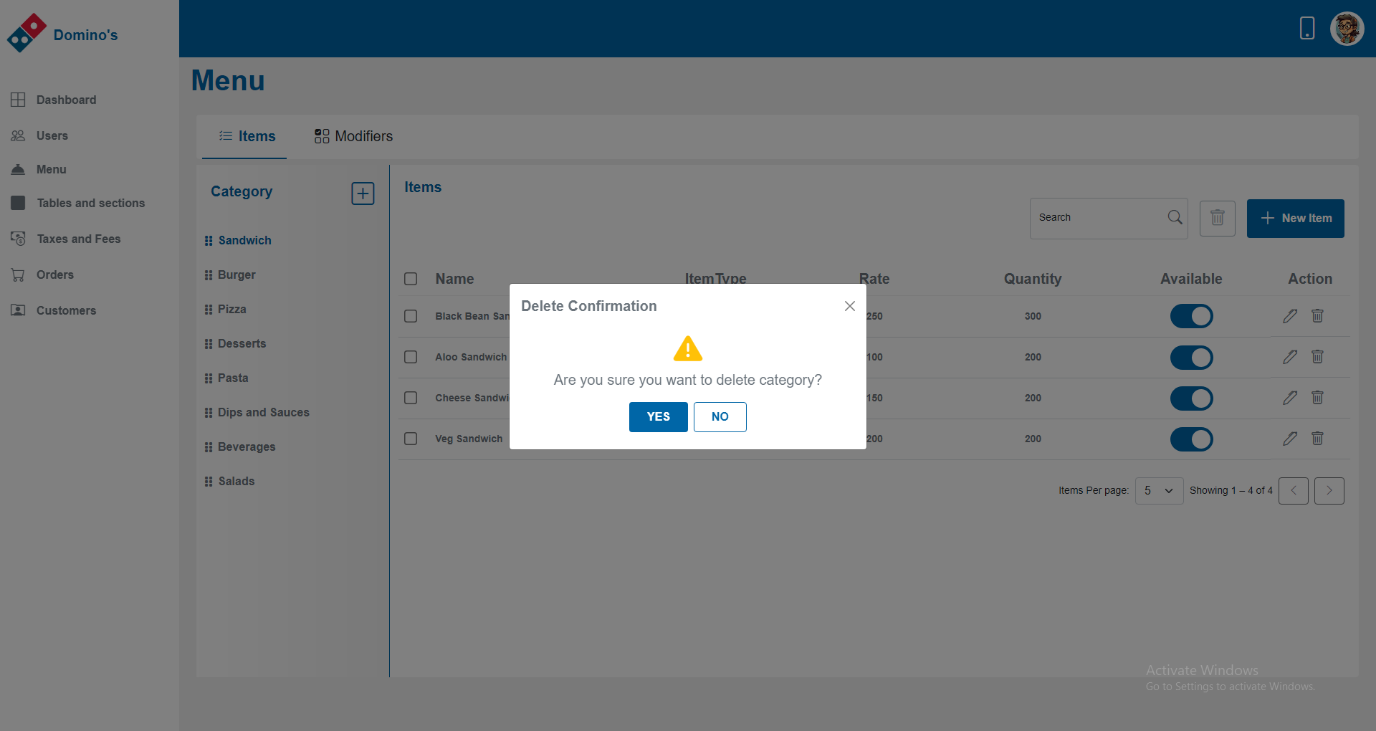 Domino's
Dashboard
Users
Menu
Tables and sections
Taxes and Fees
Orders
Customers
Menu
Items
Modifiers
Category
Sandwich
Burger
Pizza
Desserts
Pasta
Dips and Sauces
Beverages
Salads
Items
Search
New Item
Name ItemType Rate Quantity Available Action
Black Bean San 250 300
Aloo Sandwich 100 200
Cheese Sandwi 150 200
Veg Sandwich 200 200
Items Per page: 5 Showing 1 – 4 of 4
Delete Confirmation
Are you sure you want to delete category?
YES NO
Activate Windows
Go to Settings to activate Windows.